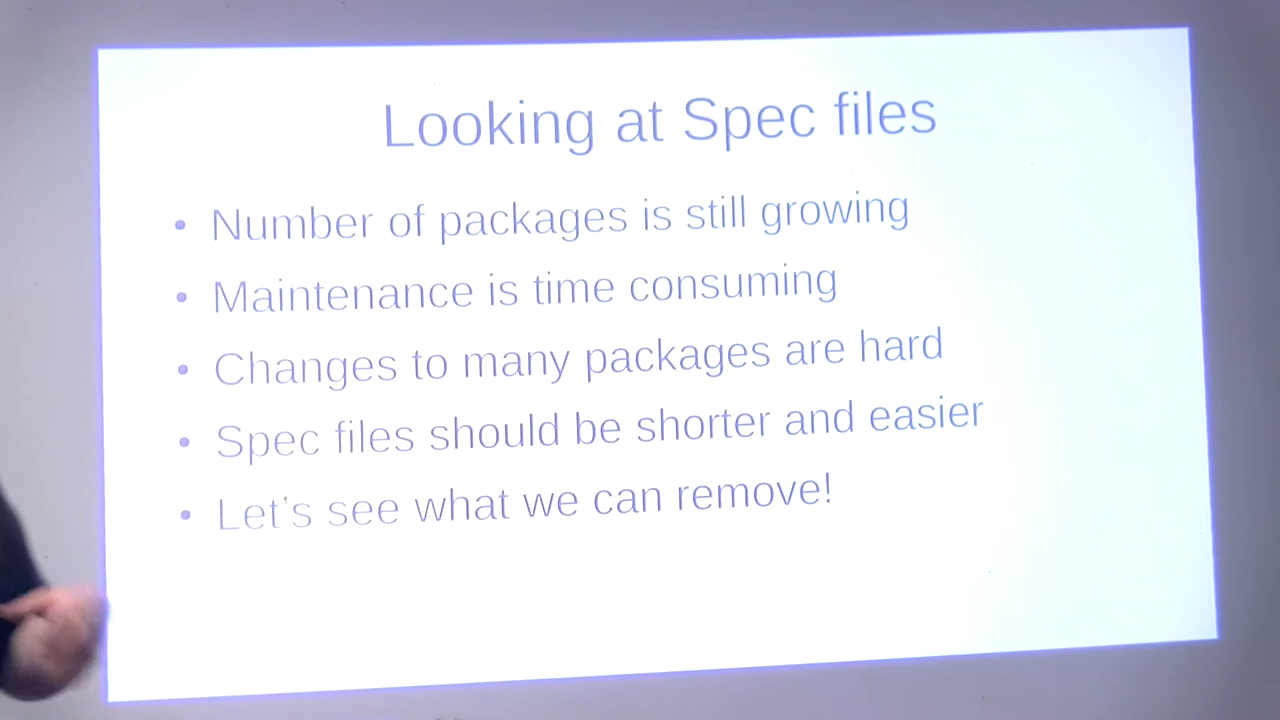 Looking at Spec files
• Number of packages is still growing
• Maintenance is time consuming
• Changes to many packages are hard
• Spec files should be shorter and easier
• Let's see what we can remove!